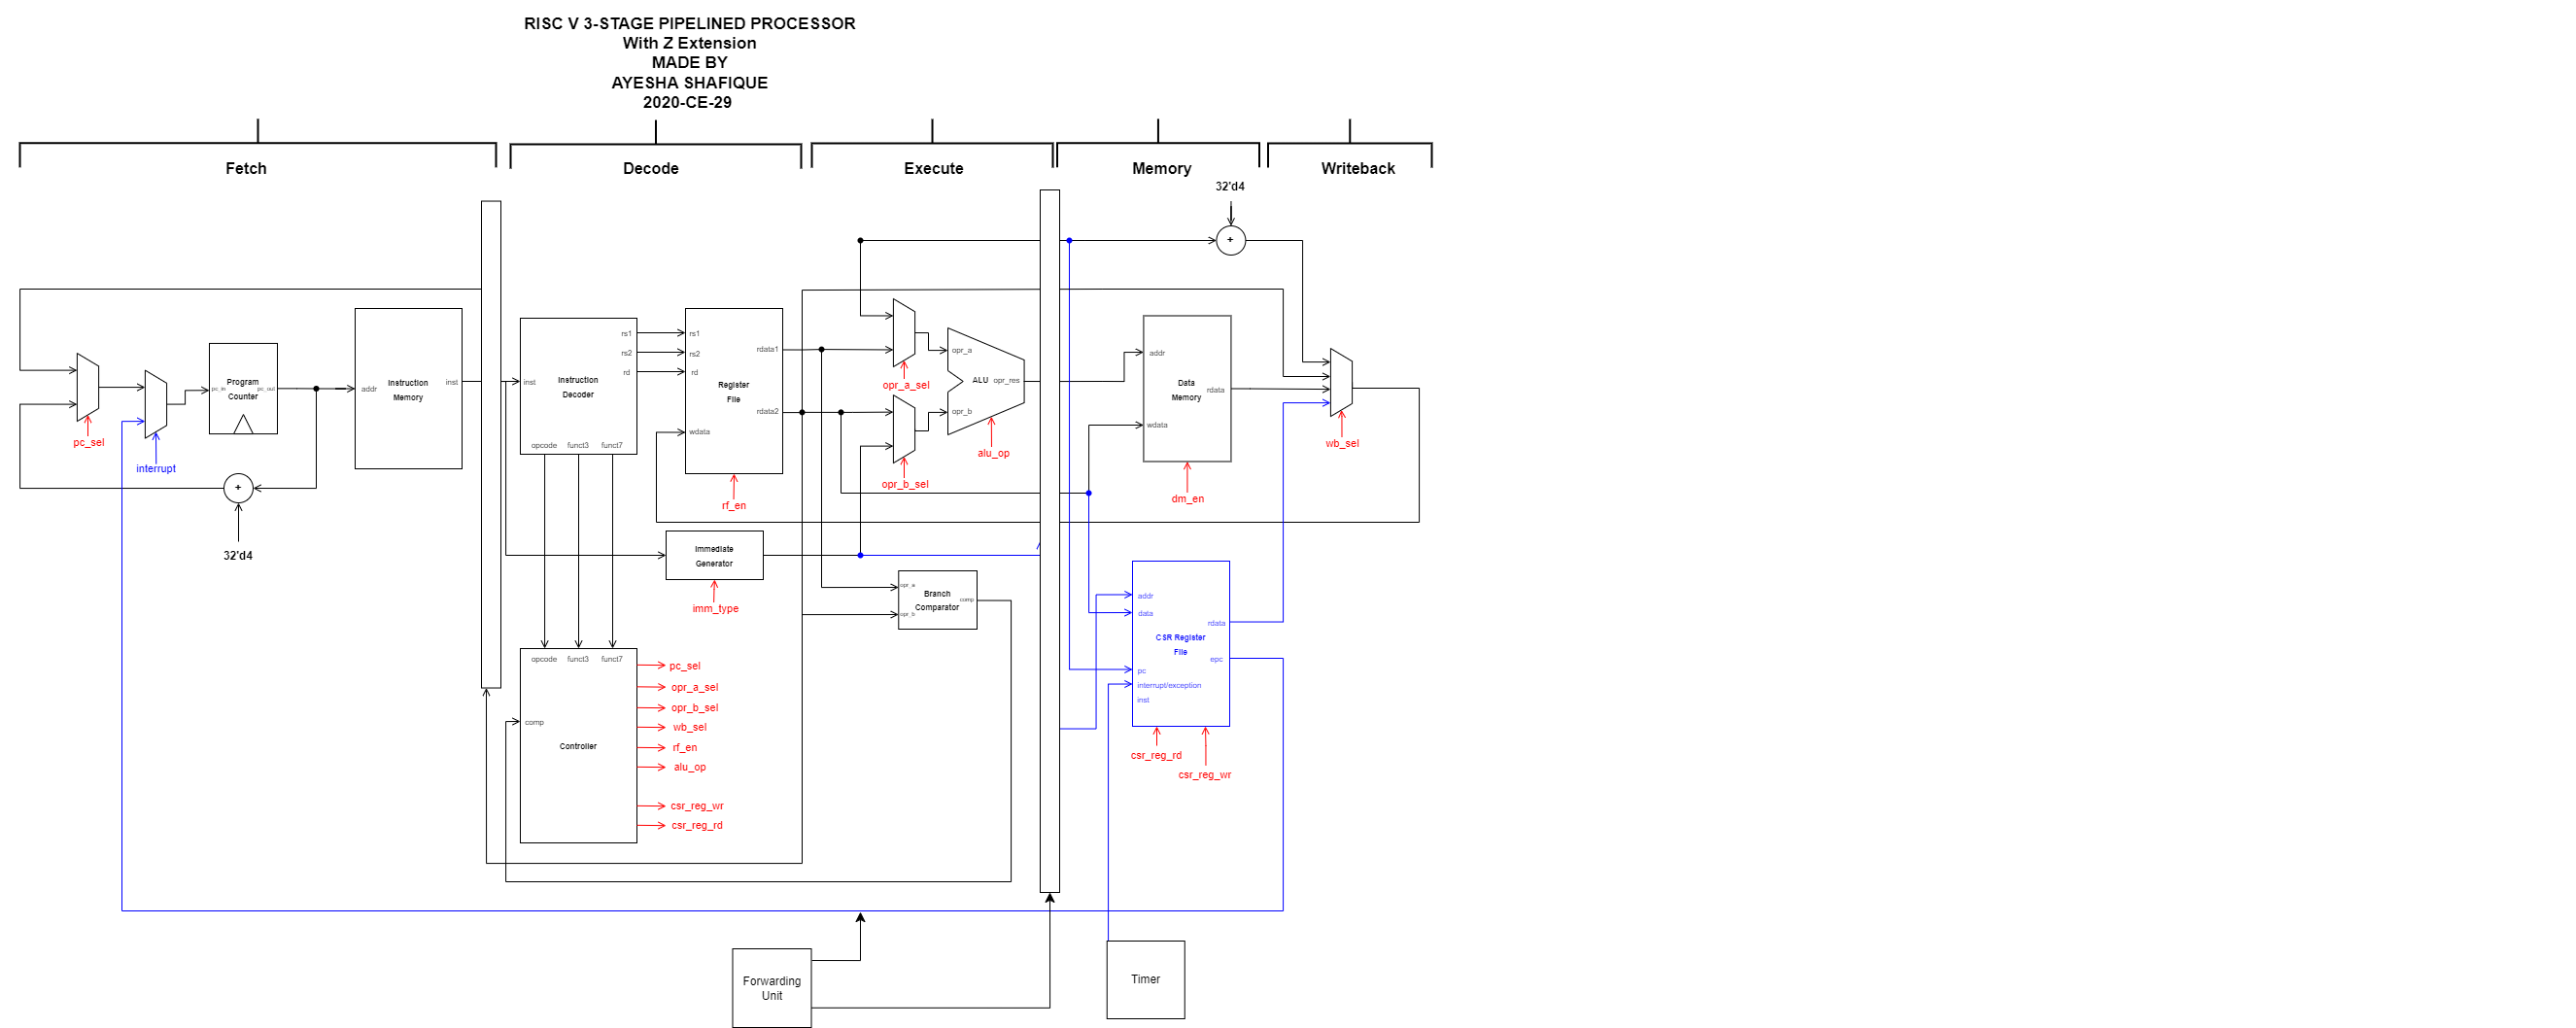 RISC V 3-STAGE PIPELINED PROCESSOR
With Z Extension
MADE BY
AYESHA SHAFIQUE
2020-CE-29
Fetch
Decode
Execute
Memory
Writeback
32'd4
+
pc_sel
interrupt
pc_in
Program
Counter
pc_out
+
32'd4
addr
Instruction
Memory
inst
inst
Instruction
Decoder
rs1
rs2
rd
opcode
funct3
funct7
rs1
rs2
rd
wdata
Register
File
rdata1
rdata2
rf_en
Immediate
Generator
imm_type
opr_a_sel
opr_b_sel
opr_a
opr_b
ALU
opr_res
alu_op
opr_a
opr_b
Branch
Comparator
comp
addr
wdata
Data
Memory
rdata
dm_en
wb_sel
addr
data
CSR Register
File
rdata
epc
pc
interrupt/exception
inst
csr_reg_rd
csr_reg_wr
opcode
funct3
funct7
comp
Controller
pc_sel
opr_a_sel
opr_b_sel
wb_sel
rf_en
alu_op
csr_reg_wr
csr_reg_rd
Forwarding
Unit
Timer